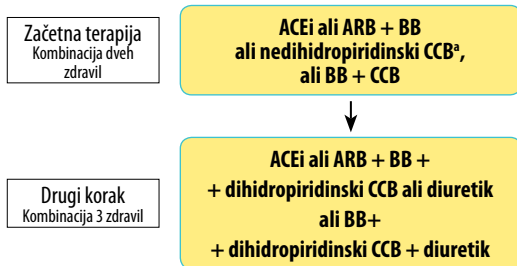 Začetna terapija
Kombinacija dveh
zdravil
ACEi ali ARB + BB
ali nedihidropiridinski CCBª,
ali BB + CCB
Drugi korak
Kombinacija 3 zdravil
ACEi ali ARB + BB +
+ dihidropiridinski CCB ali diuretik
ali BB+
+ dihidropiridinski CCB + diuretik